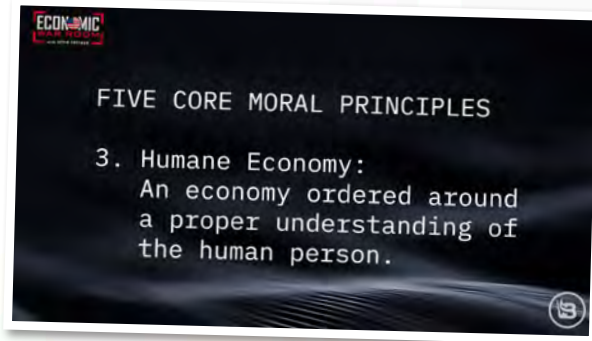 ECONOMIC
WAR ROOM
FIVE CORE MORAL PRINCIPLES
3. Humane Economy:
An economy ordered around
a proper understanding of
the human person.
B